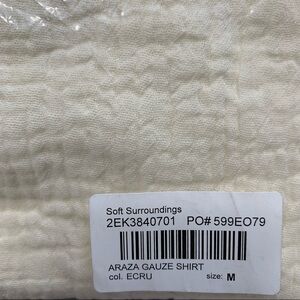 Soft Surroundings
2EK3840701 PO# 599EO79
ARAZA GAUZE SHIRT
col. ECRU size: M